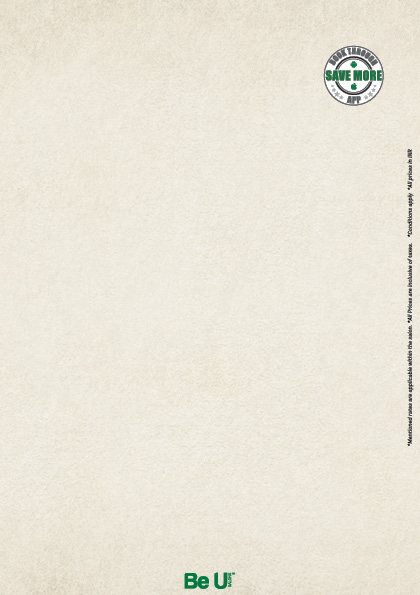 BOOK THROUGH
SAVE MORE
APP
*Mentioned rates are applicable within the salon. *All Prices are inclusive of taxes. *Conditions apply *All prices in INR
Be U